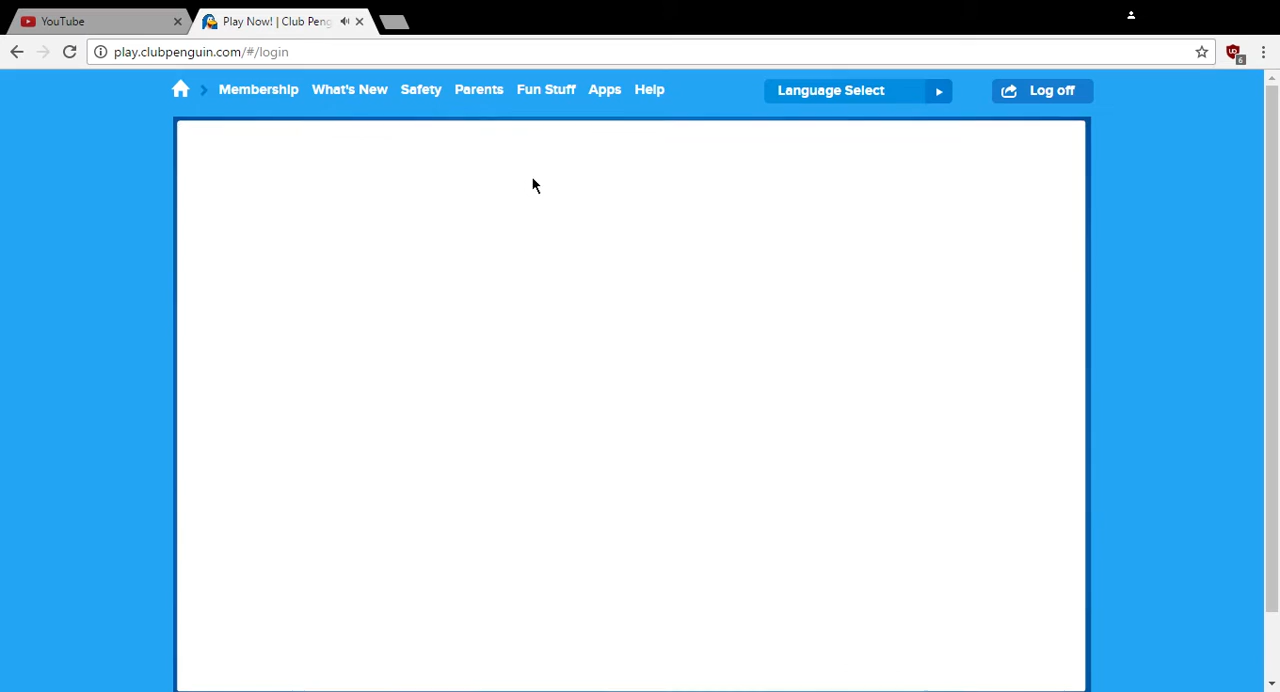 YouTube
Play Now! | Club Peng
play.clubpenguin.com/#/login
6
Membership What's New Safety Parents Fun Stuff Apps Help Language Select Log off